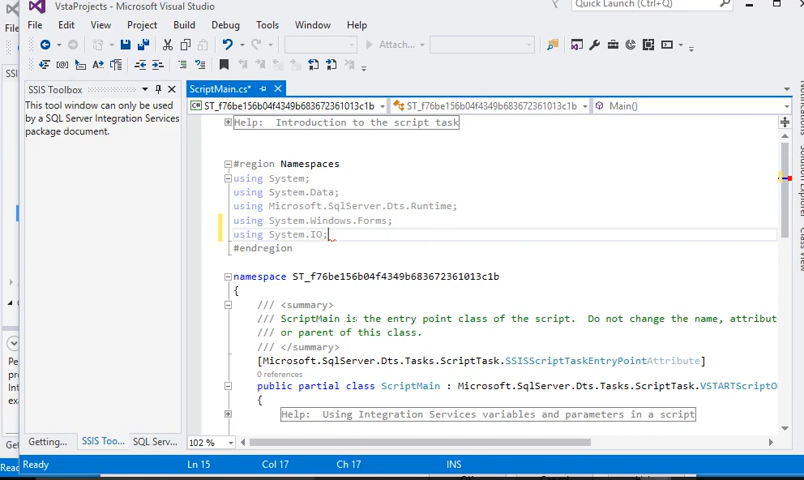 VstaProjects - Microsoft Visual Studio
Quick Launch (Ctrl+Q)
File Edit View Project Build Debug Tools Window Help
Attach...
SSIS Toolbox
This tool window can only be used
by a SQL Server Integration Services
package document.
ScriptMain.cs*
ST_f76be156b04f4349b683672361013c1b
ST_f76be156b04f4349b683672361013c1b
Main()
Help: Introduction to the script task
#region Namespaces
using System;
using System.Data;
using Microsoft.SqlServer.Dts.Runtime;
using System.Windows.Forms;
using System.IO;
#endregion
namespace ST_f76be156b04f4349b683672361013c1b
{
/// <summary>
/// ScriptMain is the entry point class of the script. Do not change the name, attribut
/// or parent of this class.
/// </summary>
[Microsoft.SqlServer.Dts.Tasks.ScriptTask.SSISScriptTaskEntryPointAttribute]
0 references
public partial class ScriptMain : Microsoft.SqlServer.Dts.Tasks.ScriptTask.VSTARTScriptO
{
Help: Using Integration Services variables and parameters in a script
Notifications
Solution Explorer
Class View
Getting...
SSIS Too...
SQL Serv...
102 %
Ready
Ln 15
Col 17
Ch 17
INS